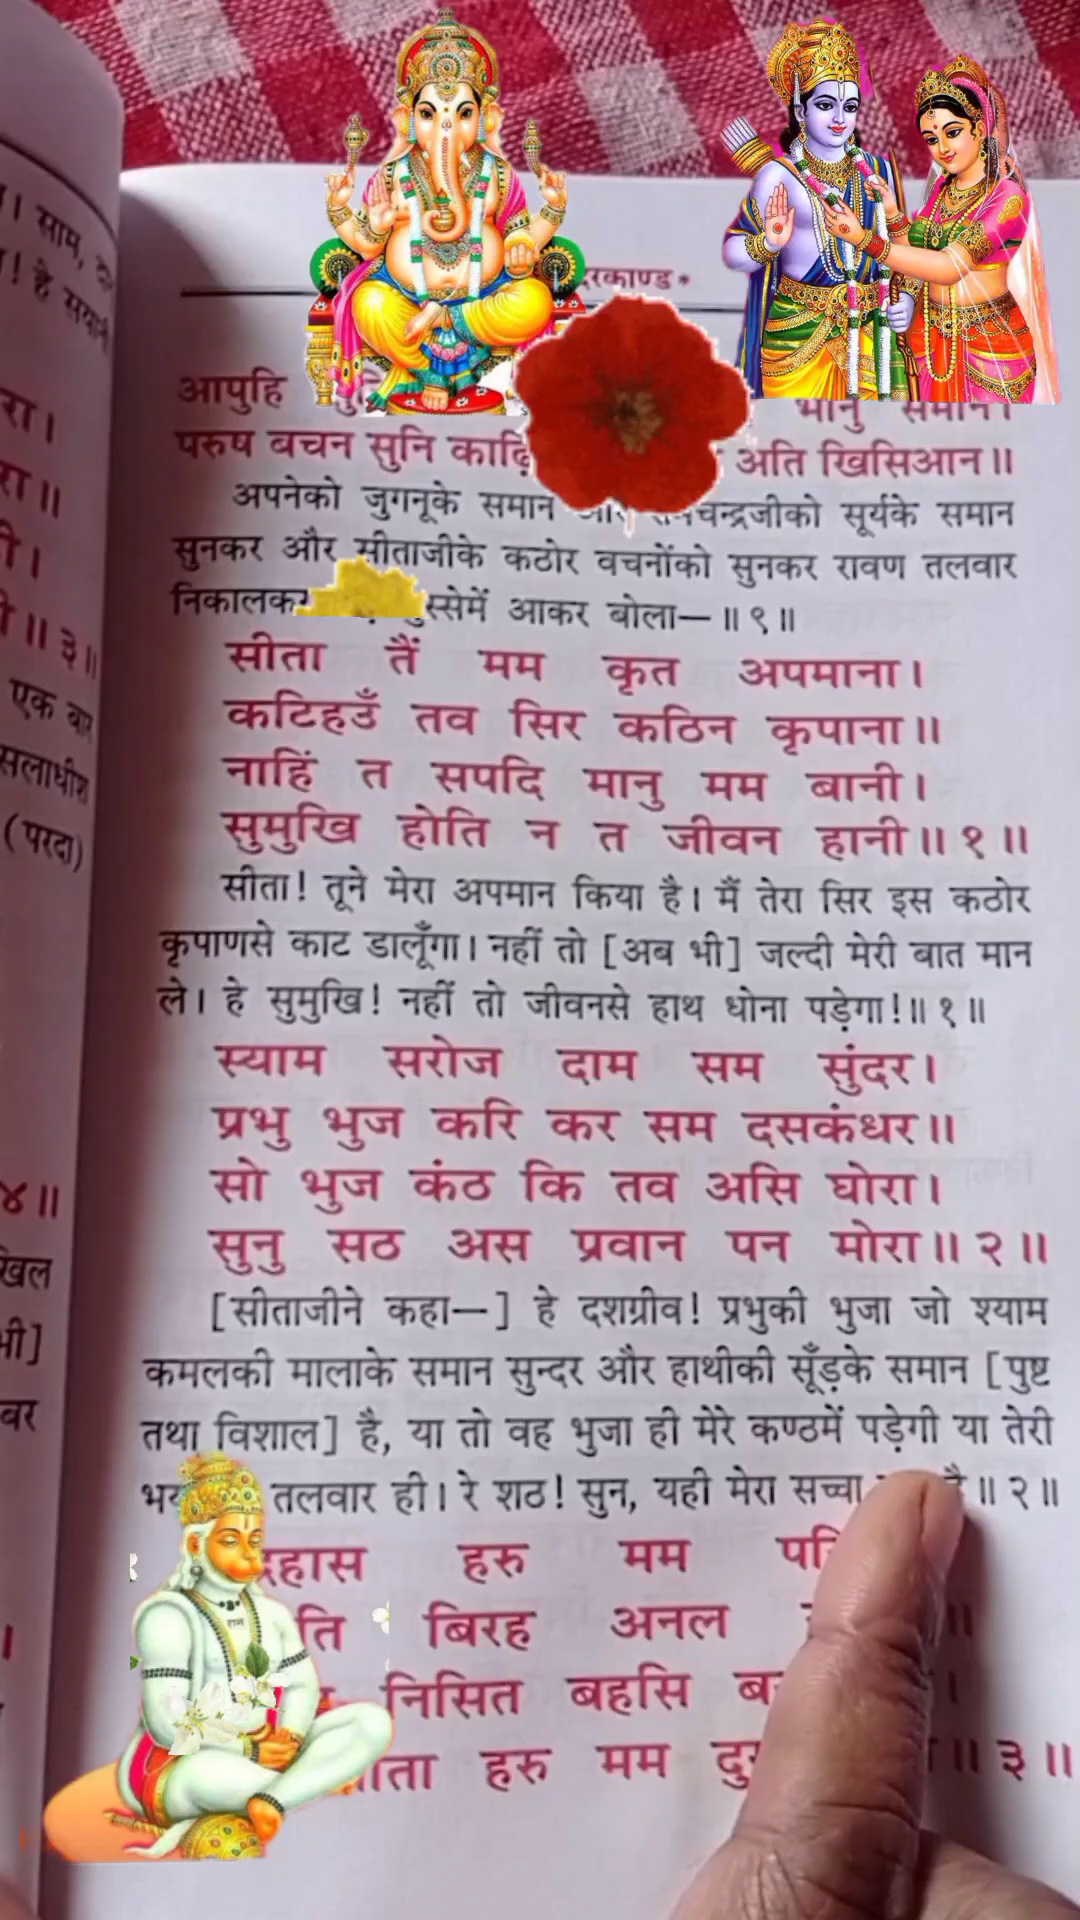 । साम,
! हे सयानी
रा।
रा॥
ी।
ी॥ ३॥
एक बार
(परदा)
४॥
भी]
रकाण्ड *
आपुहि भानु समान।
परुष बचन सुनि काढ़ि अति खिसिआन॥
अपनेको जुगनूके समान चन्द्रजीको सूर्यके समान
सुनकर और सीताजीके कठोर वचनोंको सुनकर रावण तलवार
निकालकर स्सेमें आकर बोला—॥९॥
सीता तैं मम कृत अपमाना।
कटिहउँ तव सिर कठिन कृपाना॥
नाहिं त सपदि मानु मम बानी।
सुमुखि होति न त जीवन हानी॥ १॥
सीता! तूने मेरा अपमान किया है। मैं तेरा सिर इस कठोर
कृपाणसे काट डालूँगा। नहीं तो [अब भी] जल्दी मेरी बात मान
ले। हे सुमुखि! नहीं तो जीवनसे हाथ धोना पड़ेगा!॥१॥
स्याम सरोज दाम सम सुंदर।
प्रभु भुज करि कर सम दसकंधर॥
सो भुज कंठ कि तव असि घोरा।
सुनु सठ अस प्रवान पन मोरा॥ २॥
[सीताजीने कहा—] हे दशग्रीव! प्रभुकी भुजा जो श्याम
कमलकी मालाके समान सुन्दर और हाथीकी सूँड़के समान [पुष्ट
तथा विशाल] है, या तो वह भुजा ही मेरे कण्ठमें पड़ेगी या तेरी
तलवार ही। रे शठ! सुन, यही मेरा सच्चा ॥२॥
हास हरु मम
ति बिरह अनल
निसित बहसि
हरु मम ॥ ३॥